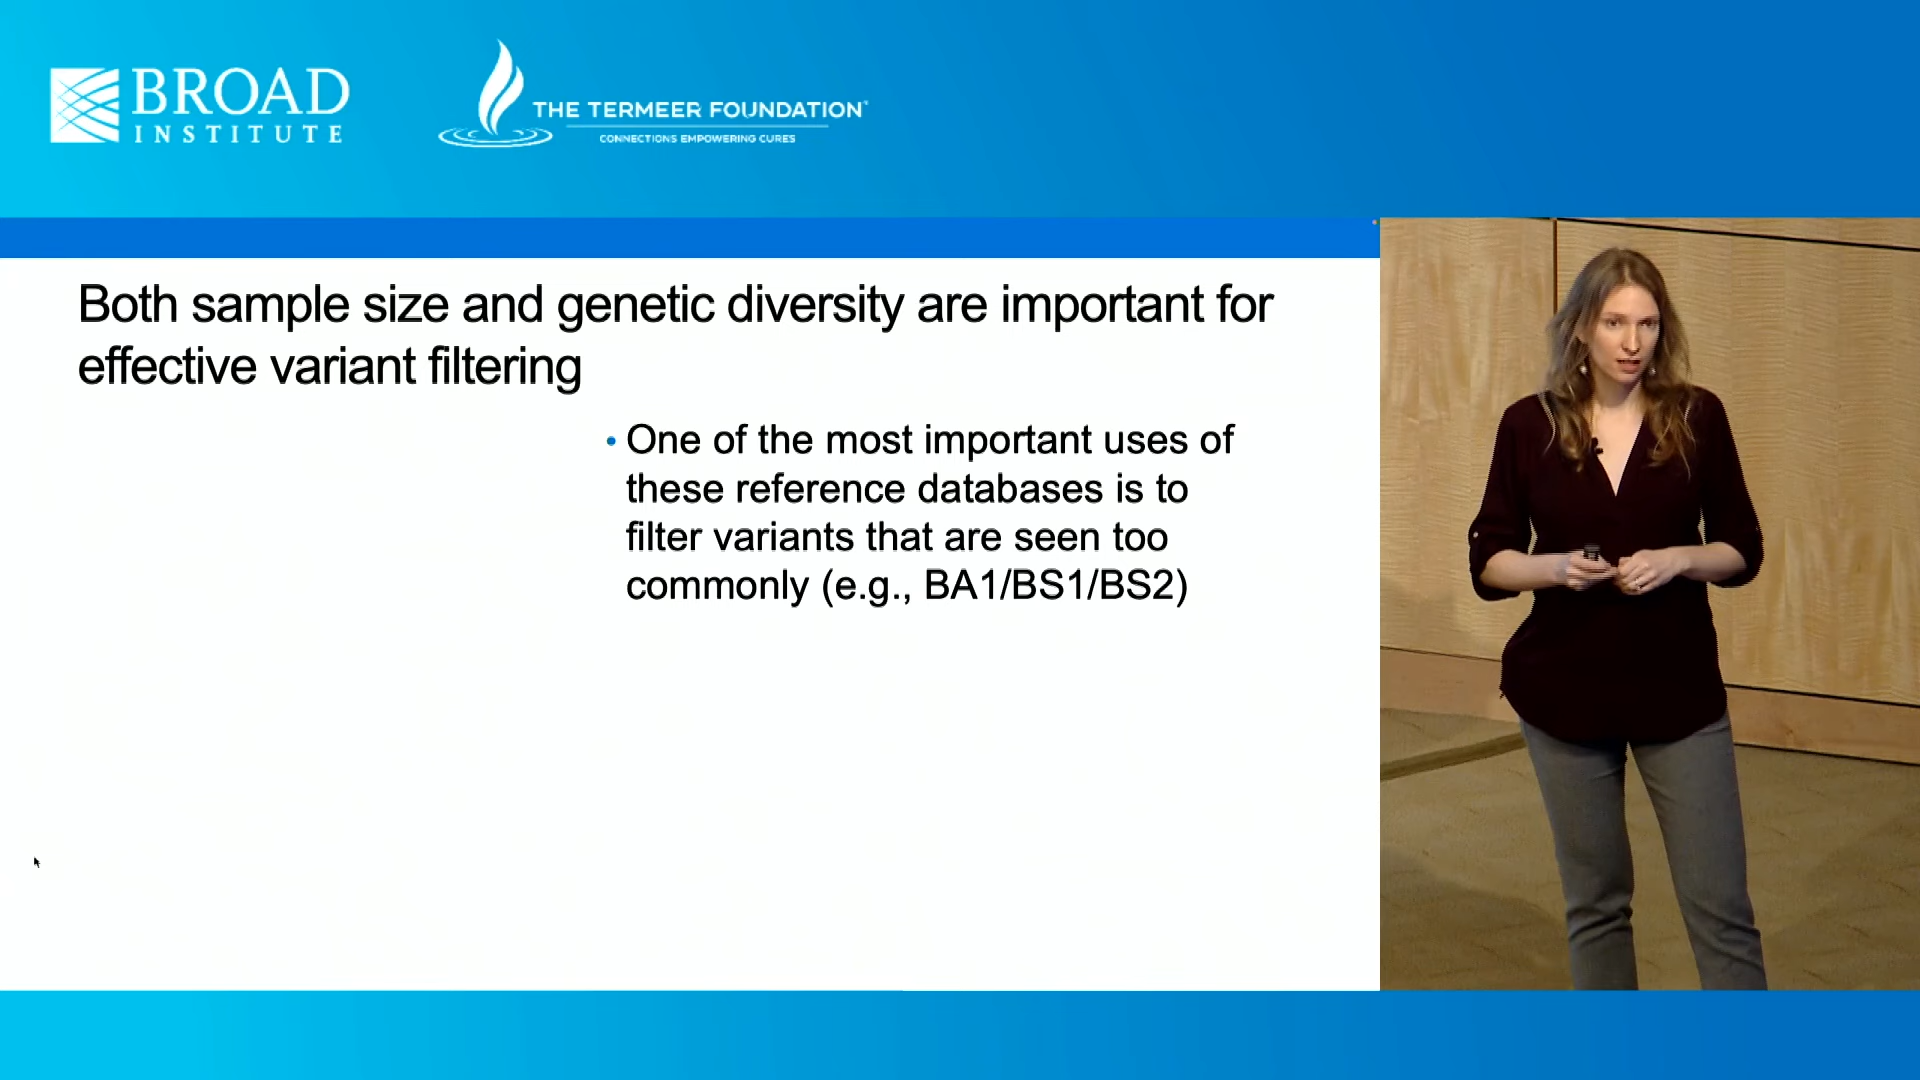 BROAD
INSTITUTE
THE TERMEER FOUNDATION
CONNECTIONS EMPOWERING CURES
Both sample size and genetic diversity are important for
effective variant filtering
• One of the most important uses of
these reference databases is to
filter variants that are seen too
commonly (e.g., BA1/BS1/BS2)